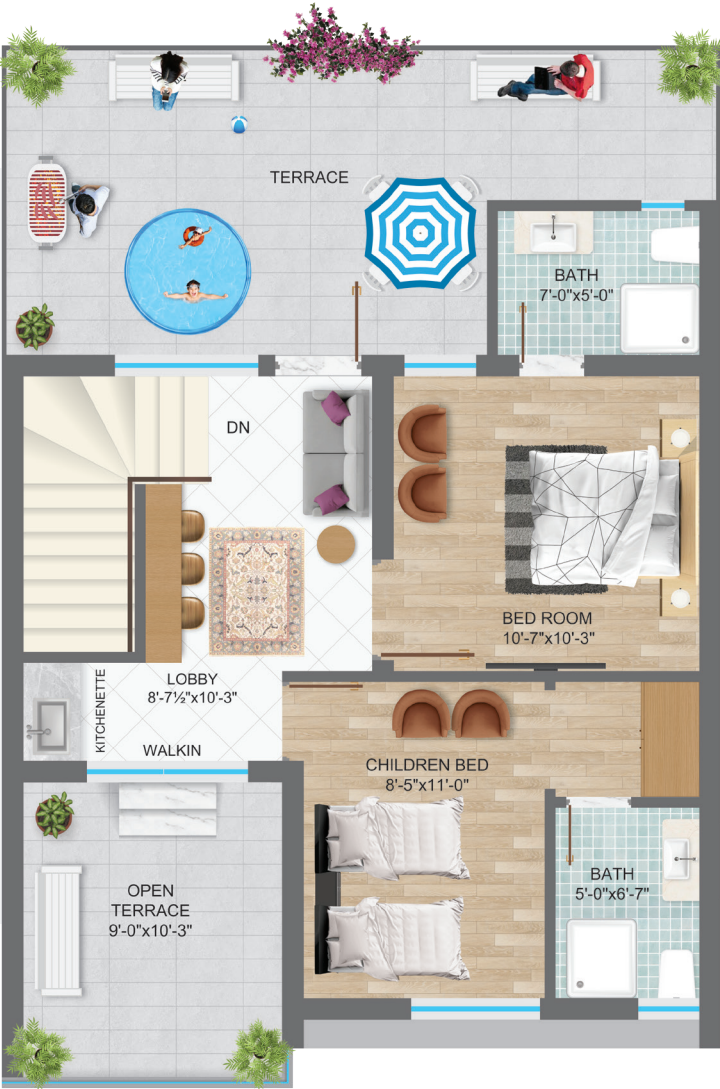 TERRACE
BATH
7'-0"x5'-0"
DN
BED ROOM
10'-7"x10'-3"
LOBBY
8'-7½"x10'-3"
KITCHENETTE
WALKIN
CHILDREN BED
8'-5"x11'-0"
BATH
5'-0"x6'-7"
OPEN
TERRACE
9'-0"x10'-3"